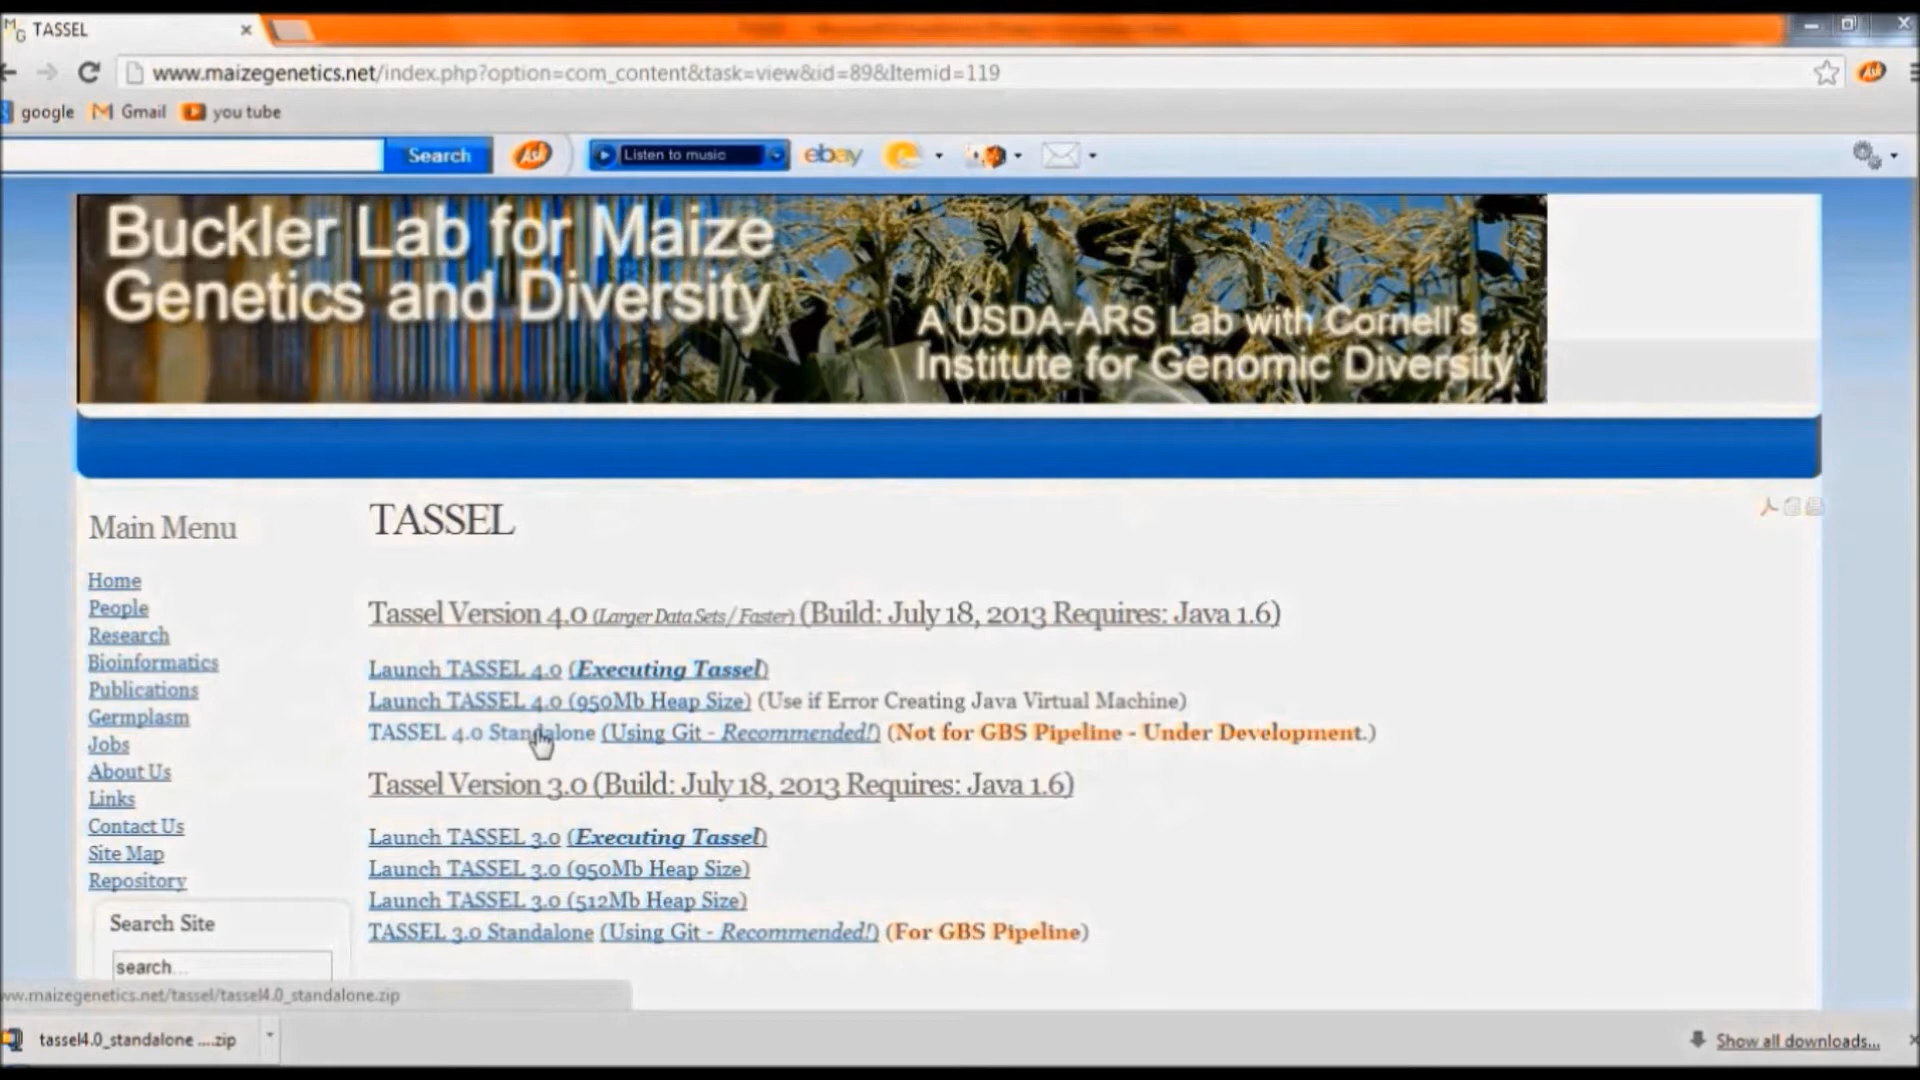 TASSEL
www.maizegenetics.net/index.php?option=com_content&task=view&id=89&Itemid=119
google Gmail you tube
Search Ask Listen to music ebay
Buckler Lab for Maize
Genetics and Diversity
A USDA-ARS Lab with Cornell's
Institute for Genomic Diversity
Main Menu
Home
People
Research
Bioinformatics
Publications
Germplasm
Jobs
About Us
Links
Contact Us
Site Map
Repository
Search Site
search...
TASSEL
Tassel Version 4.0 (Larger Data Sets / Faster) (Build: July 18, 2013 Requires: Java 1.6)
Launch TASSEL 4.0 (Executing Tassel)
Launch TASSEL 4.0 (950Mb Heap Size) (Use if Error Creating Java Virtual Machine)
TASSEL 4.0 Standalone (Using Git - Recommended!) (Not for GBS Pipeline - Under Development.)
Tassel Version 3.0 (Build: July 18, 2013 Requires: Java 1.6)
Launch TASSEL 3.0 (Executing Tassel)
Launch TASSEL 3.0 (950Mb Heap Size)
Launch TASSEL 3.0 (512Mb Heap Size)
TASSEL 3.0 Standalone (Using Git - Recommended!) (For GBS Pipeline)
ww.maizegenetics.net/tassel/tassel4.0_standalone.zip
tassel4.0_standalone ....zip
Show all downloads...